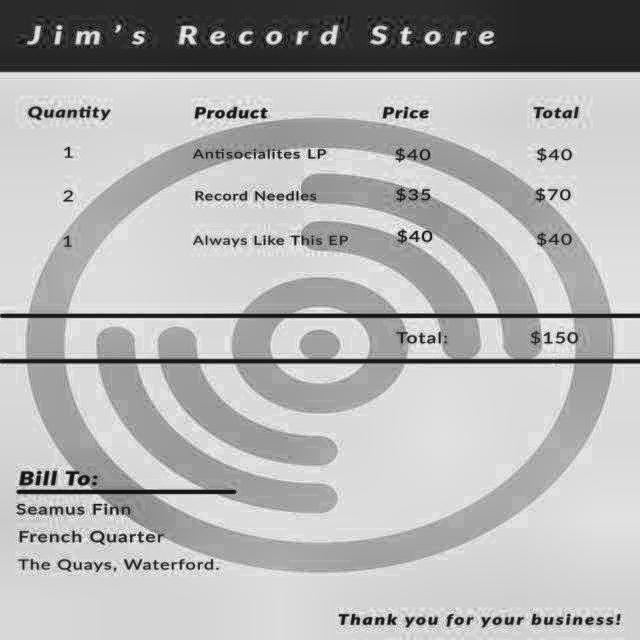 Jim's Record Store
Quantity Product Price Total
1 Antisocialites LP $40 $40
2 Record Needles $35 $70
1 Always Like This EP $40 $40
Total: $150
Bill To:
Seamus Finn
French Quarter
The Quays, Waterford.
Thank you for your business!